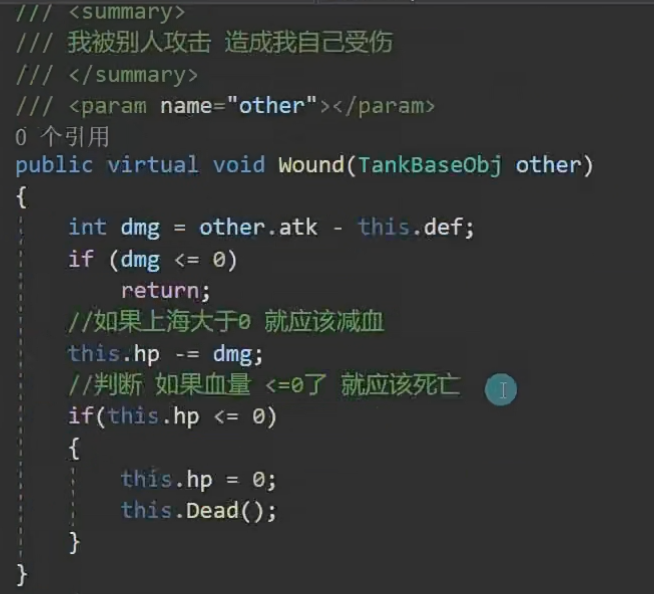 /// <summary>
/// 我被别人攻击 造成我自己受伤
/// </summary>
/// <param name="other"></param>
0 个引用
public virtual void Wound(TankBaseObj other)
{
int dmg = other.atk - this.def;
if (dmg <= 0)
return;
//如果上海大于0 就应该减血
this.hp -= dmg;
//判断 如果血量 <=0了 就应该死亡
if(this.hp <= 0)
{
this.hp = 0;
this.Dead();
}
}